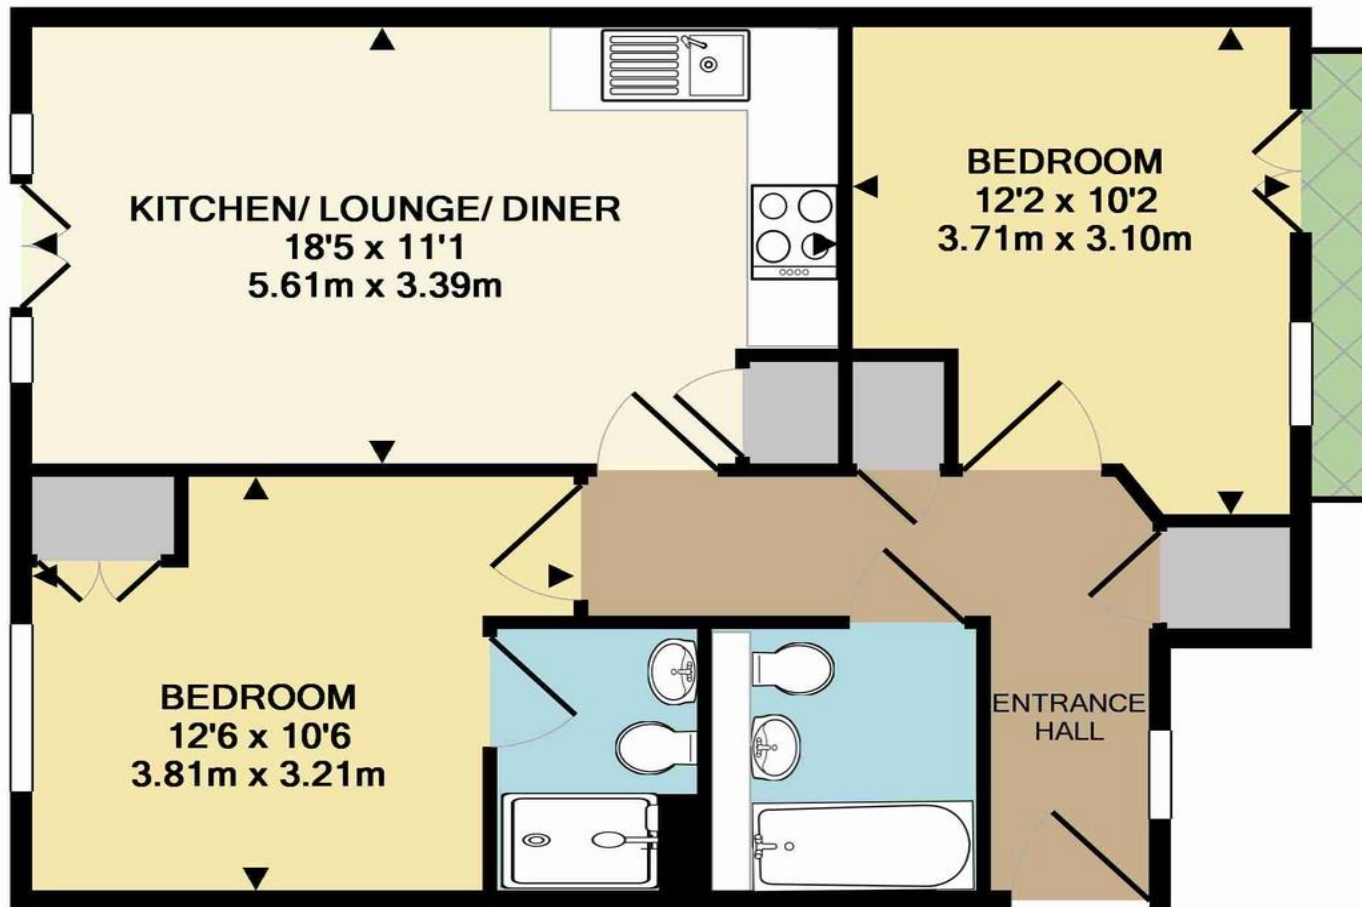 KITCHEN/ LOUNGE/ DINER
18'5 x 11'1
5.61m x 3.39m
BEDROOM
12'2 x 10'2
3.71m x 3.10m
BEDROOM
12'6 x 10'6
3.81m x 3.21m
ENTRANCE
HALL